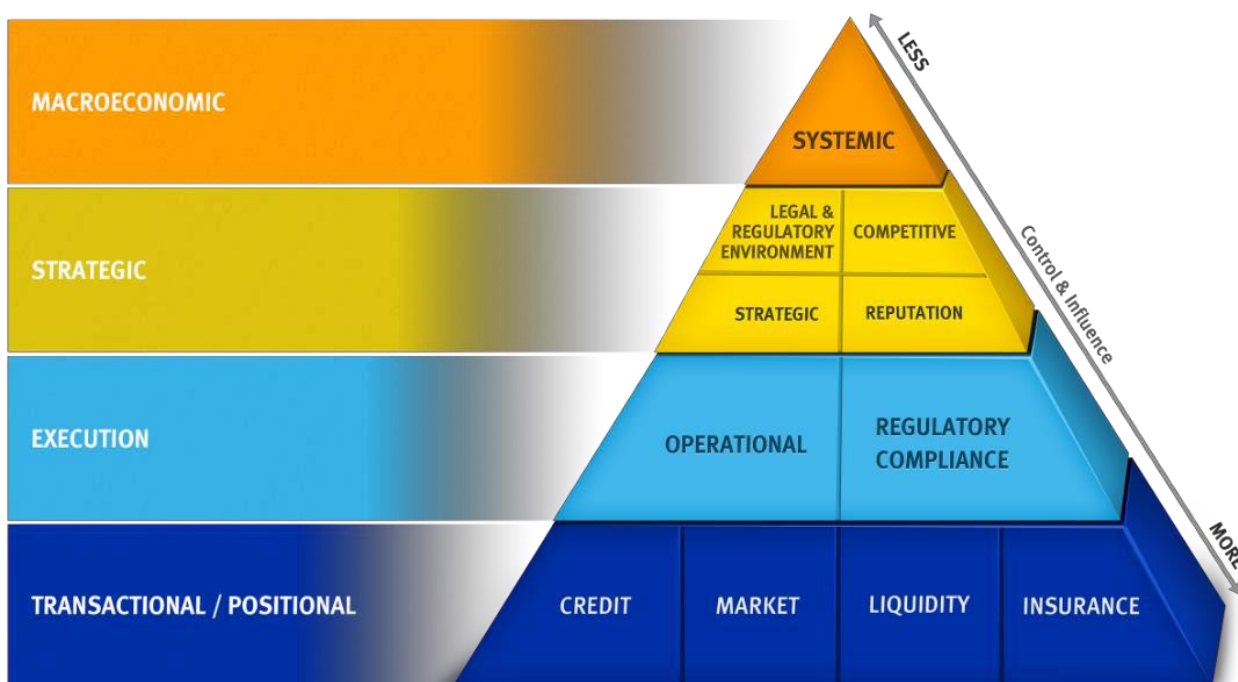 MACROECONOMIC
SYSTEMIC
LESS
STRATEGIC
LEGAL &
REGULATORY
ENVIRONMENT
COMPETITIVE
STRATEGIC
REPUTATION
Control & Influence
EXECUTION
OPERATIONAL
REGULATORY
COMPLIANCE
MORE
TRANSACTIONAL / POSITIONAL
CREDIT
MARKET
LIQUIDITY
INSURANCE